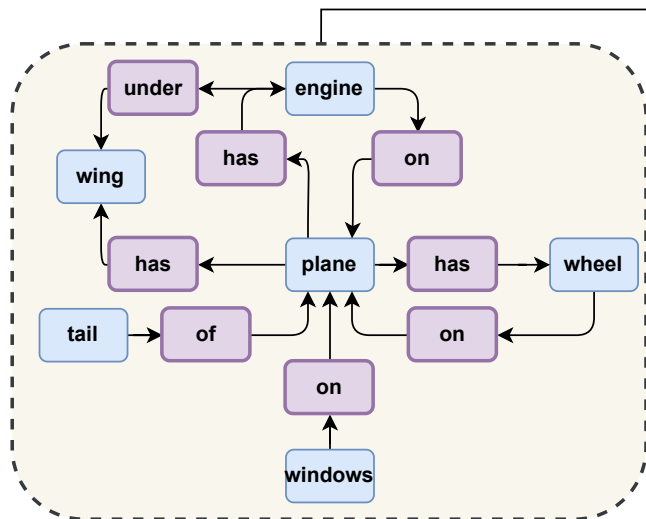 under
engine
has
on
wing
has
plane
has
wheel
tail
of
on
on
windows